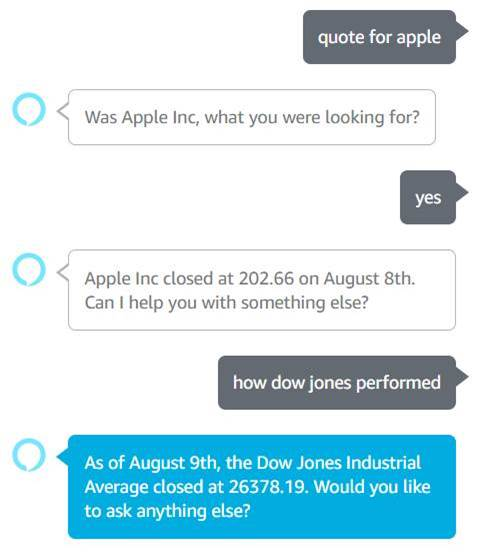 quote for apple
Was Apple Inc, what you were looking for?
yes
Apple Inc closed at 202.66 on August 8th.
Can I help you with something else?
how dow jones performed
As of August 9th, the Dow Jones Industrial
Average closed at 26378.19. Would you like
to ask anything else?